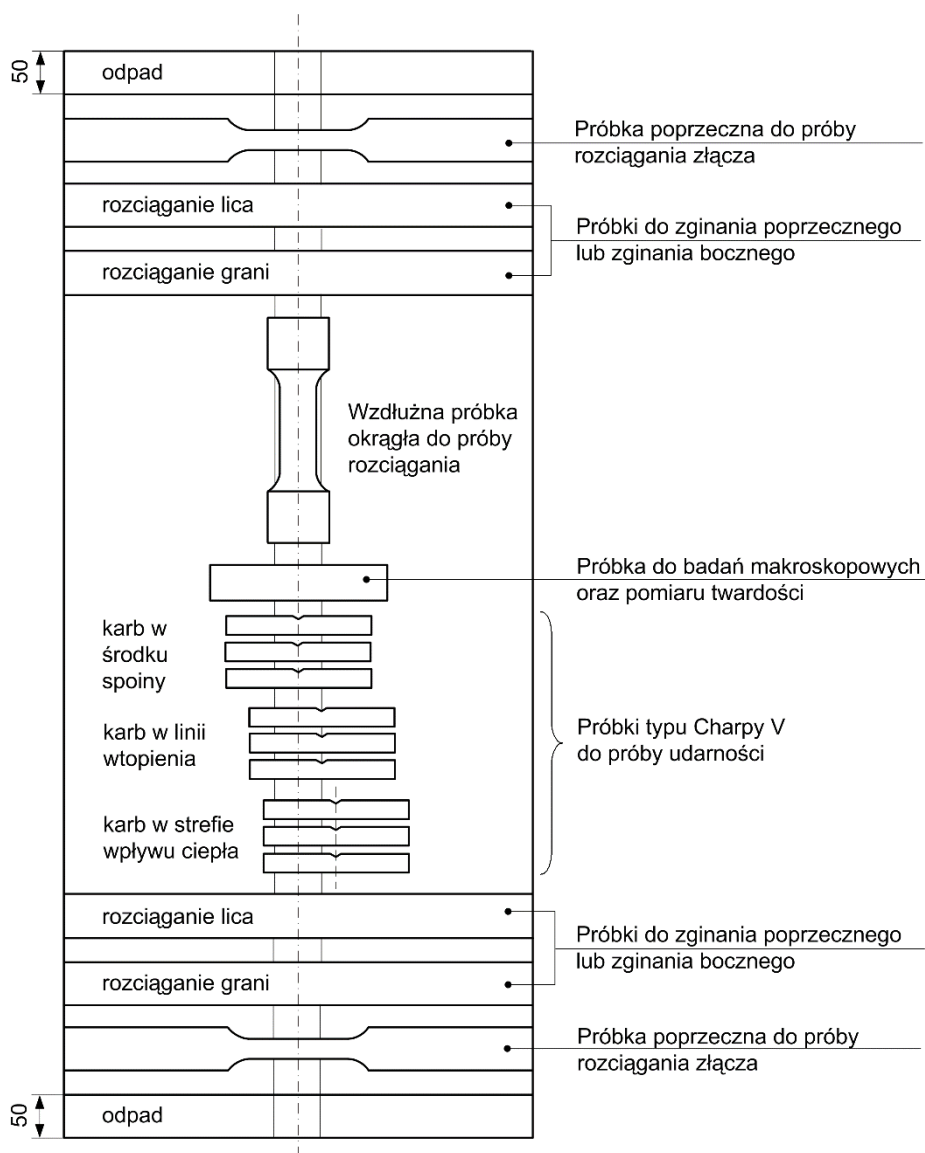 50
odpad
Próbka poprzeczna do próby
rozciągania złącza
rozciąganie lica
Próbki do zginania poprzecznego
lub zginania bocznego
rozciąganie grani
Wzdłużna próbka
okrągła do próby
rozciągania
Próbka do badań makroskopowych
oraz pomiaru twardości
karb w
środku
spoiny
karb w linii
wtopienia
Próbki typu Charpy V
do próby udarności
karb w strefie
wpływu ciepła
rozciąganie lica
Próbki do zginania poprzecznego
lub zginania bocznego
rozciąganie grani
Próbka poprzeczna do próby
rozciągania złącza
50
odpad